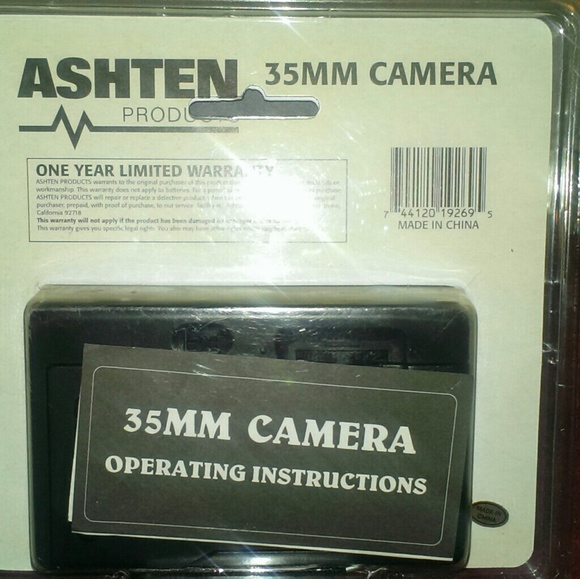 ASHTEN
35MM CAMERA
ONE YEAR LIMITED WARRANTY
ASHTEN PRODUCTS warrants to the original purchaser of this
workmanship. This warranty does not apply to batteries.
ASHTEN PRODUCTS will repair or replace a defective product
purchaser, prepaid, with proof of purchase, to our service
California 92718
This warranty will not apply if the product has been damaged
This warranty gives you specific legal rights. You also may have other rights
7 44120 19269 5
MADE IN CHINA
35MM CAMERA
OPERATING INSTRUCTIONS
MADE IN
CHINA